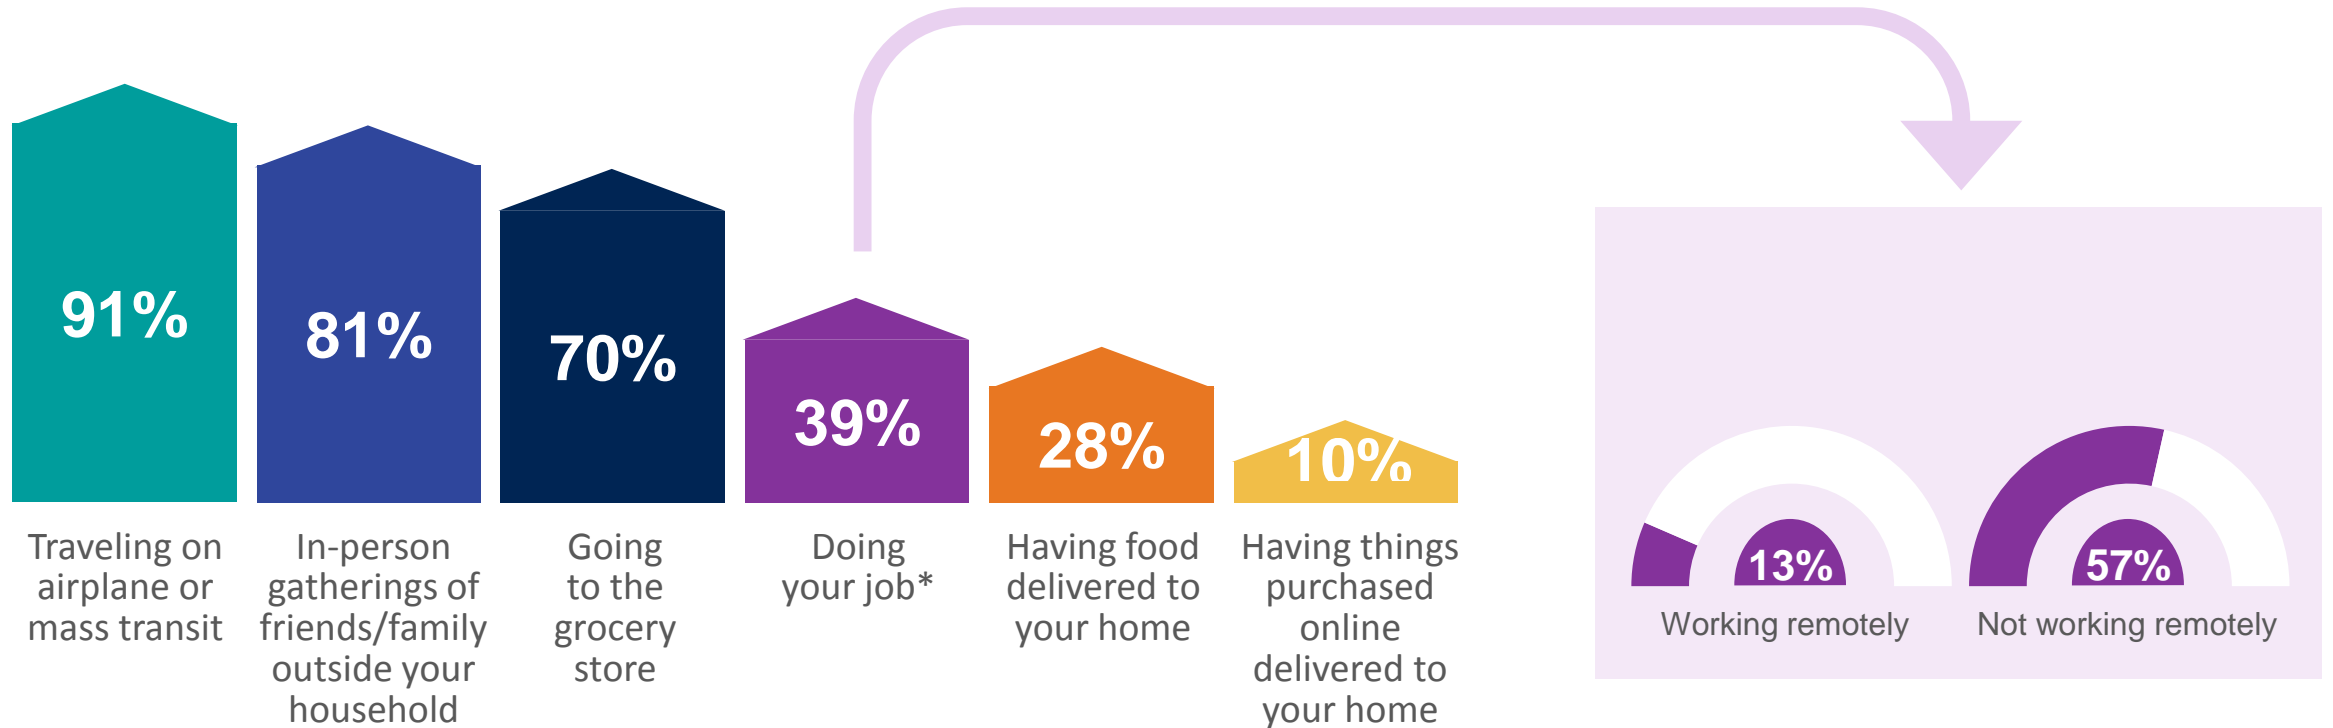 91%
81%
70%
39%
28%
10%
Traveling on
airplane or
mass transit
In-person
gatherings of
friends/family
outside your
household
Going
to the
grocery
store
Doing
your job*
Having food
delivered to
your home
Having things
purchased
online
delivered to
your home
13%
Working remotely
57%
Not working remotely